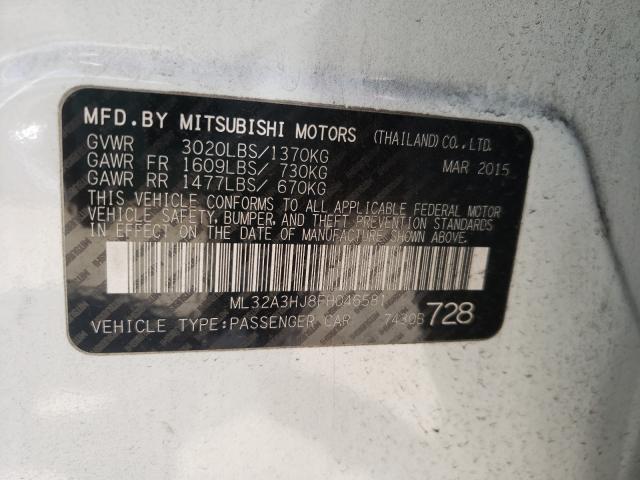 MFD.BY MITSUBISHI MOTORS (THAILAND)CO.,LTD.
GVWR 3020LBS/1370KG MAR 2015
GAWR FR 1609LBS/ 730KG
GAWR RR 1477LBS/ 670KG
THIS VEHICLE CONFORMS TO ALL APPLICABLE FEDERAL MOTOR
VEHICLE SAFETY, BUMPER, AND THEFT PREVENTION STANDARDS
IN EFFECT ON THE DATE OF MANUFACTURE SHOWN ABOVE.
ML32A3HJ8FH046581
VEHICLE TYPE:PASSENGER CAR 728